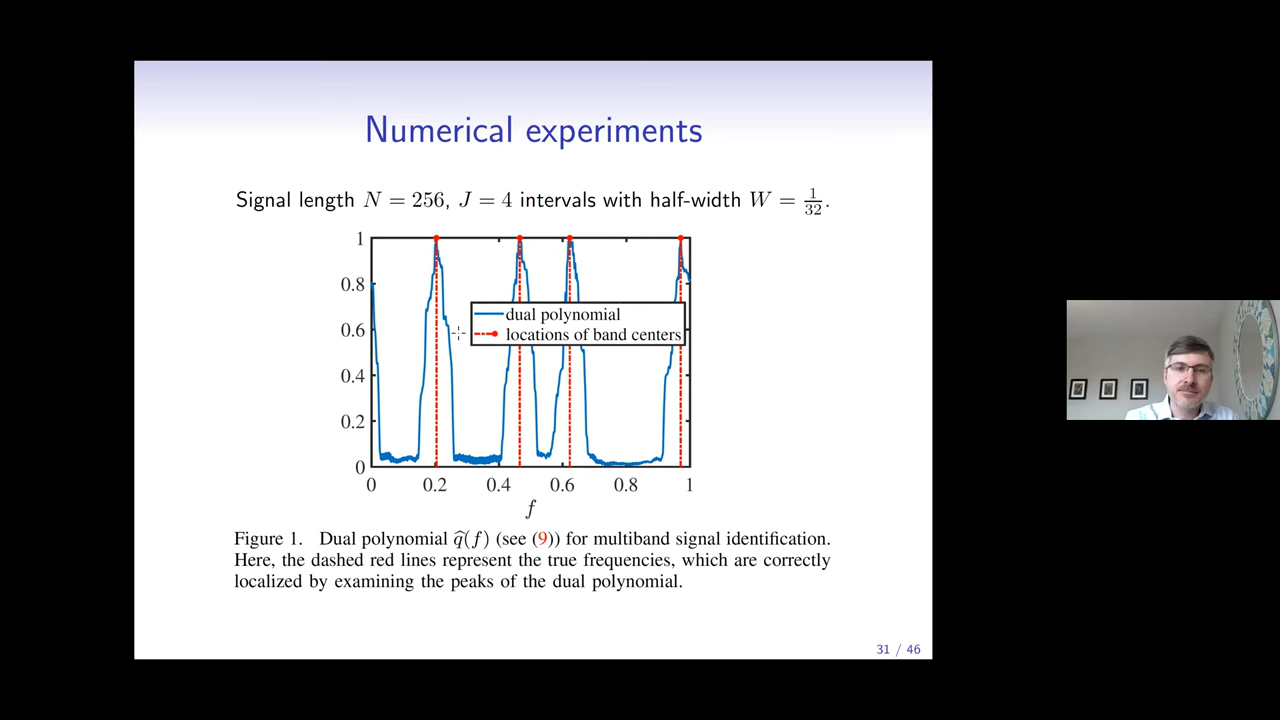 Numerical experiments
Signal length N = 256, J = 4 intervals with half-width W = 1/32.
1
0.8
0.6
0.4
0.2
0
dual polynomial
locations of band centers
0 0.2 0.4 0.6 0.8 1
f
Figure 1. Dual polynomial q̂(f) (see (9)) for multiband signal identification.
Here, the dashed red lines represent the true frequencies, which are correctly
localized by examining the peaks of the dual polynomial.
31 / 46